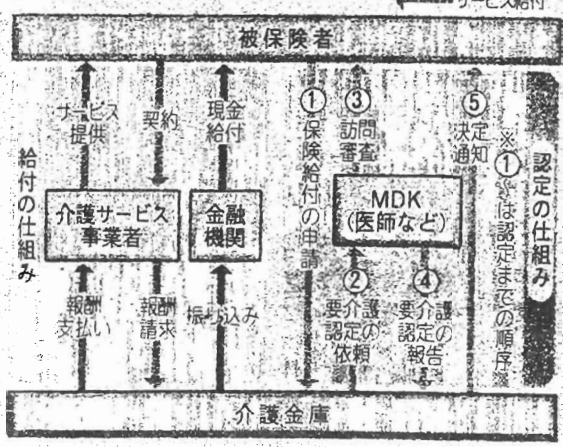 サービス給付
被保険者
給付の仕組み
サービス
提供
契約
現金
給付
①保険給付の申請
③訪問
審査
⑤決定
通知
※①〜は認定までの順序
認定の仕組み
介護サービス
事業者
金融
機関
MDK
(医師など)
報酬
支払い
報酬
請求
振り込み
②要介護
認定の
依頼
④要介護
認定の
報告
介護金庫